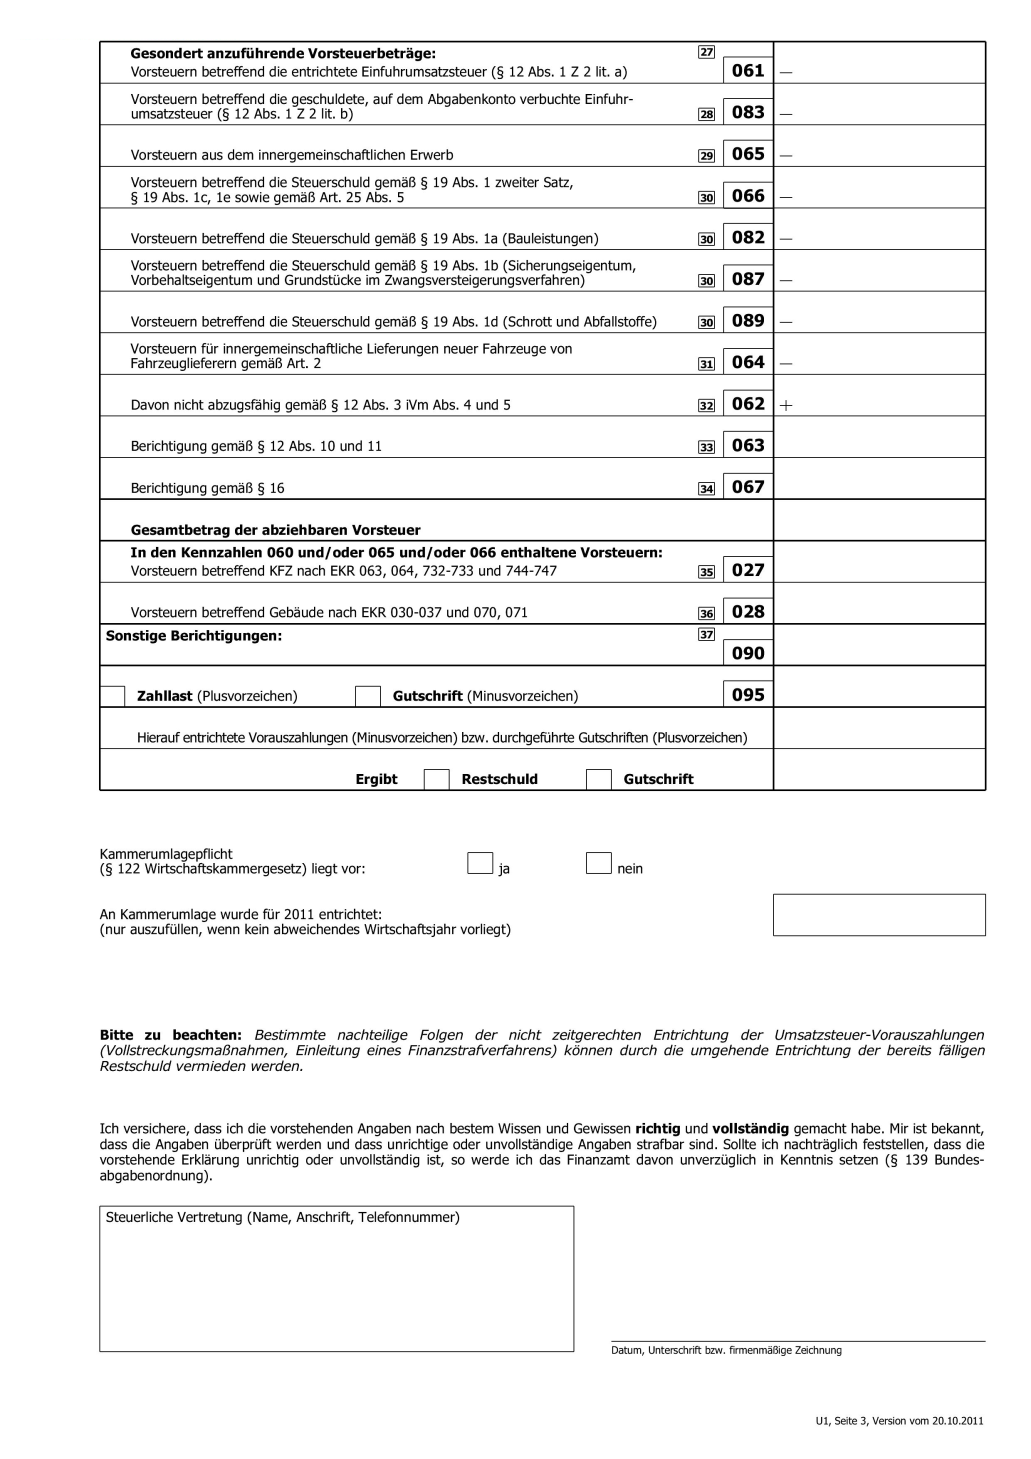 Gesondert anzuführende Vorsteuerbeträge: 27
Vorsteuern betreffend die entrichtete Einfuhrumsatzsteuer (§ 12 Abs. 1 Z 2 lit. a) 061 —
Vorsteuern betreffend die geschuldete, auf dem Abgabenkonto verbuchte Einfuhr-
umsatzsteuer (§ 12 Abs. 1 Z 2 lit. b) 28 083 —
Vorsteuern aus dem innergemeinschaftlichen Erwerb 29 065 —
Vorsteuern betreffend die Steuerschuld gemäß § 19 Abs. 1 zweiter Satz,
§ 19 Abs. 1c, 1e sowie gemäß Art. 25 Abs. 5 30 066 —
Vorsteuern betreffend die Steuerschuld gemäß § 19 Abs. 1a (Bauleistungen) 30 082 —
Vorsteuern betreffend die Steuerschuld gemäß § 19 Abs. 1b (Sicherungseigentum,
Vorbehaltseigentum und Grundstücke im Zwangsversteigerungsverfahren) 30 087 —
Vorsteuern betreffend die Steuerschuld gemäß § 19 Abs. 1d (Schrott und Abfallstoffe) 30 089 —
Vorsteuern für innergemeinschaftliche Lieferungen neuer Fahrzeuge von
Fahrzeuglieferern gemäß Art. 2 31 064 —
Davon nicht abzugsfähig gemäß § 12 Abs. 3 iVm Abs. 4 und 5 32 062 +
Berichtigung gemäß § 12 Abs. 10 und 11 33 063
Berichtigung gemäß § 16 34 067
Gesamtbetrag der abziehbaren Vorsteuer
In den Kennzahlen 060 und/oder 065 und/oder 066 enthaltene Vorsteuern:
Vorsteuern betreffend KFZ nach EKR 063, 064, 732-733 und 744-747 35 027
Vorsteuern betreffend Gebäude nach EKR 030-037 und 070, 071 36 028
Sonstige Berichtigungen: 37
090
Zahllast (Plusvorzeichen) Gutschrift (Minusvorzeichen) 095
Hierauf entrichtete Vorauszahlungen (Minusvorzeichen) bzw. durchgeführte Gutschriften (Plusvorzeichen)
Ergibt Restschuld Gutschrift
Kammerumlagepflicht
(§ 122 Wirtschaftskammergesetz) liegt vor: ja nein
An Kammerumlage wurde für 2011 entrichtet:
(nur auszufüllen, wenn kein abweichendes Wirtschaftsjahr vorliegt)
Bitte zu beachten: Bestimmte nachteilige Folgen der nicht zeitgerechten Entrichtung der Umsatzsteuer-Vorauszahlungen
(Vollstreckungsmaßnahmen, Einleitung eines Finanzstrafverfahrens) können durch die umgehende Entrichtung der bereits fälligen
Restschuld vermieden werden.
Ich versichere, dass ich die vorstehenden Angaben nach bestem Wissen und Gewissen richtig und vollständig gemacht habe. Mir ist bekannt,
dass die Angaben überprüft werden und dass unrichtige oder unvollständige Angaben strafbar sind. Sollte ich nachträglich feststellen, dass die
vorstehende Erklärung unrichtig oder unvollständig ist, so werde ich das Finanzamt davon unverzüglich in Kenntnis setzen (§ 139 Bundes-
abgabenordnung).
Steuerliche Vertretung (Name, Anschrift, Telefonnummer)
Datum, Unterschrift bzw. firmenmäßige Zeichnung
U1, Seite 3, Version vom 20.10.2011